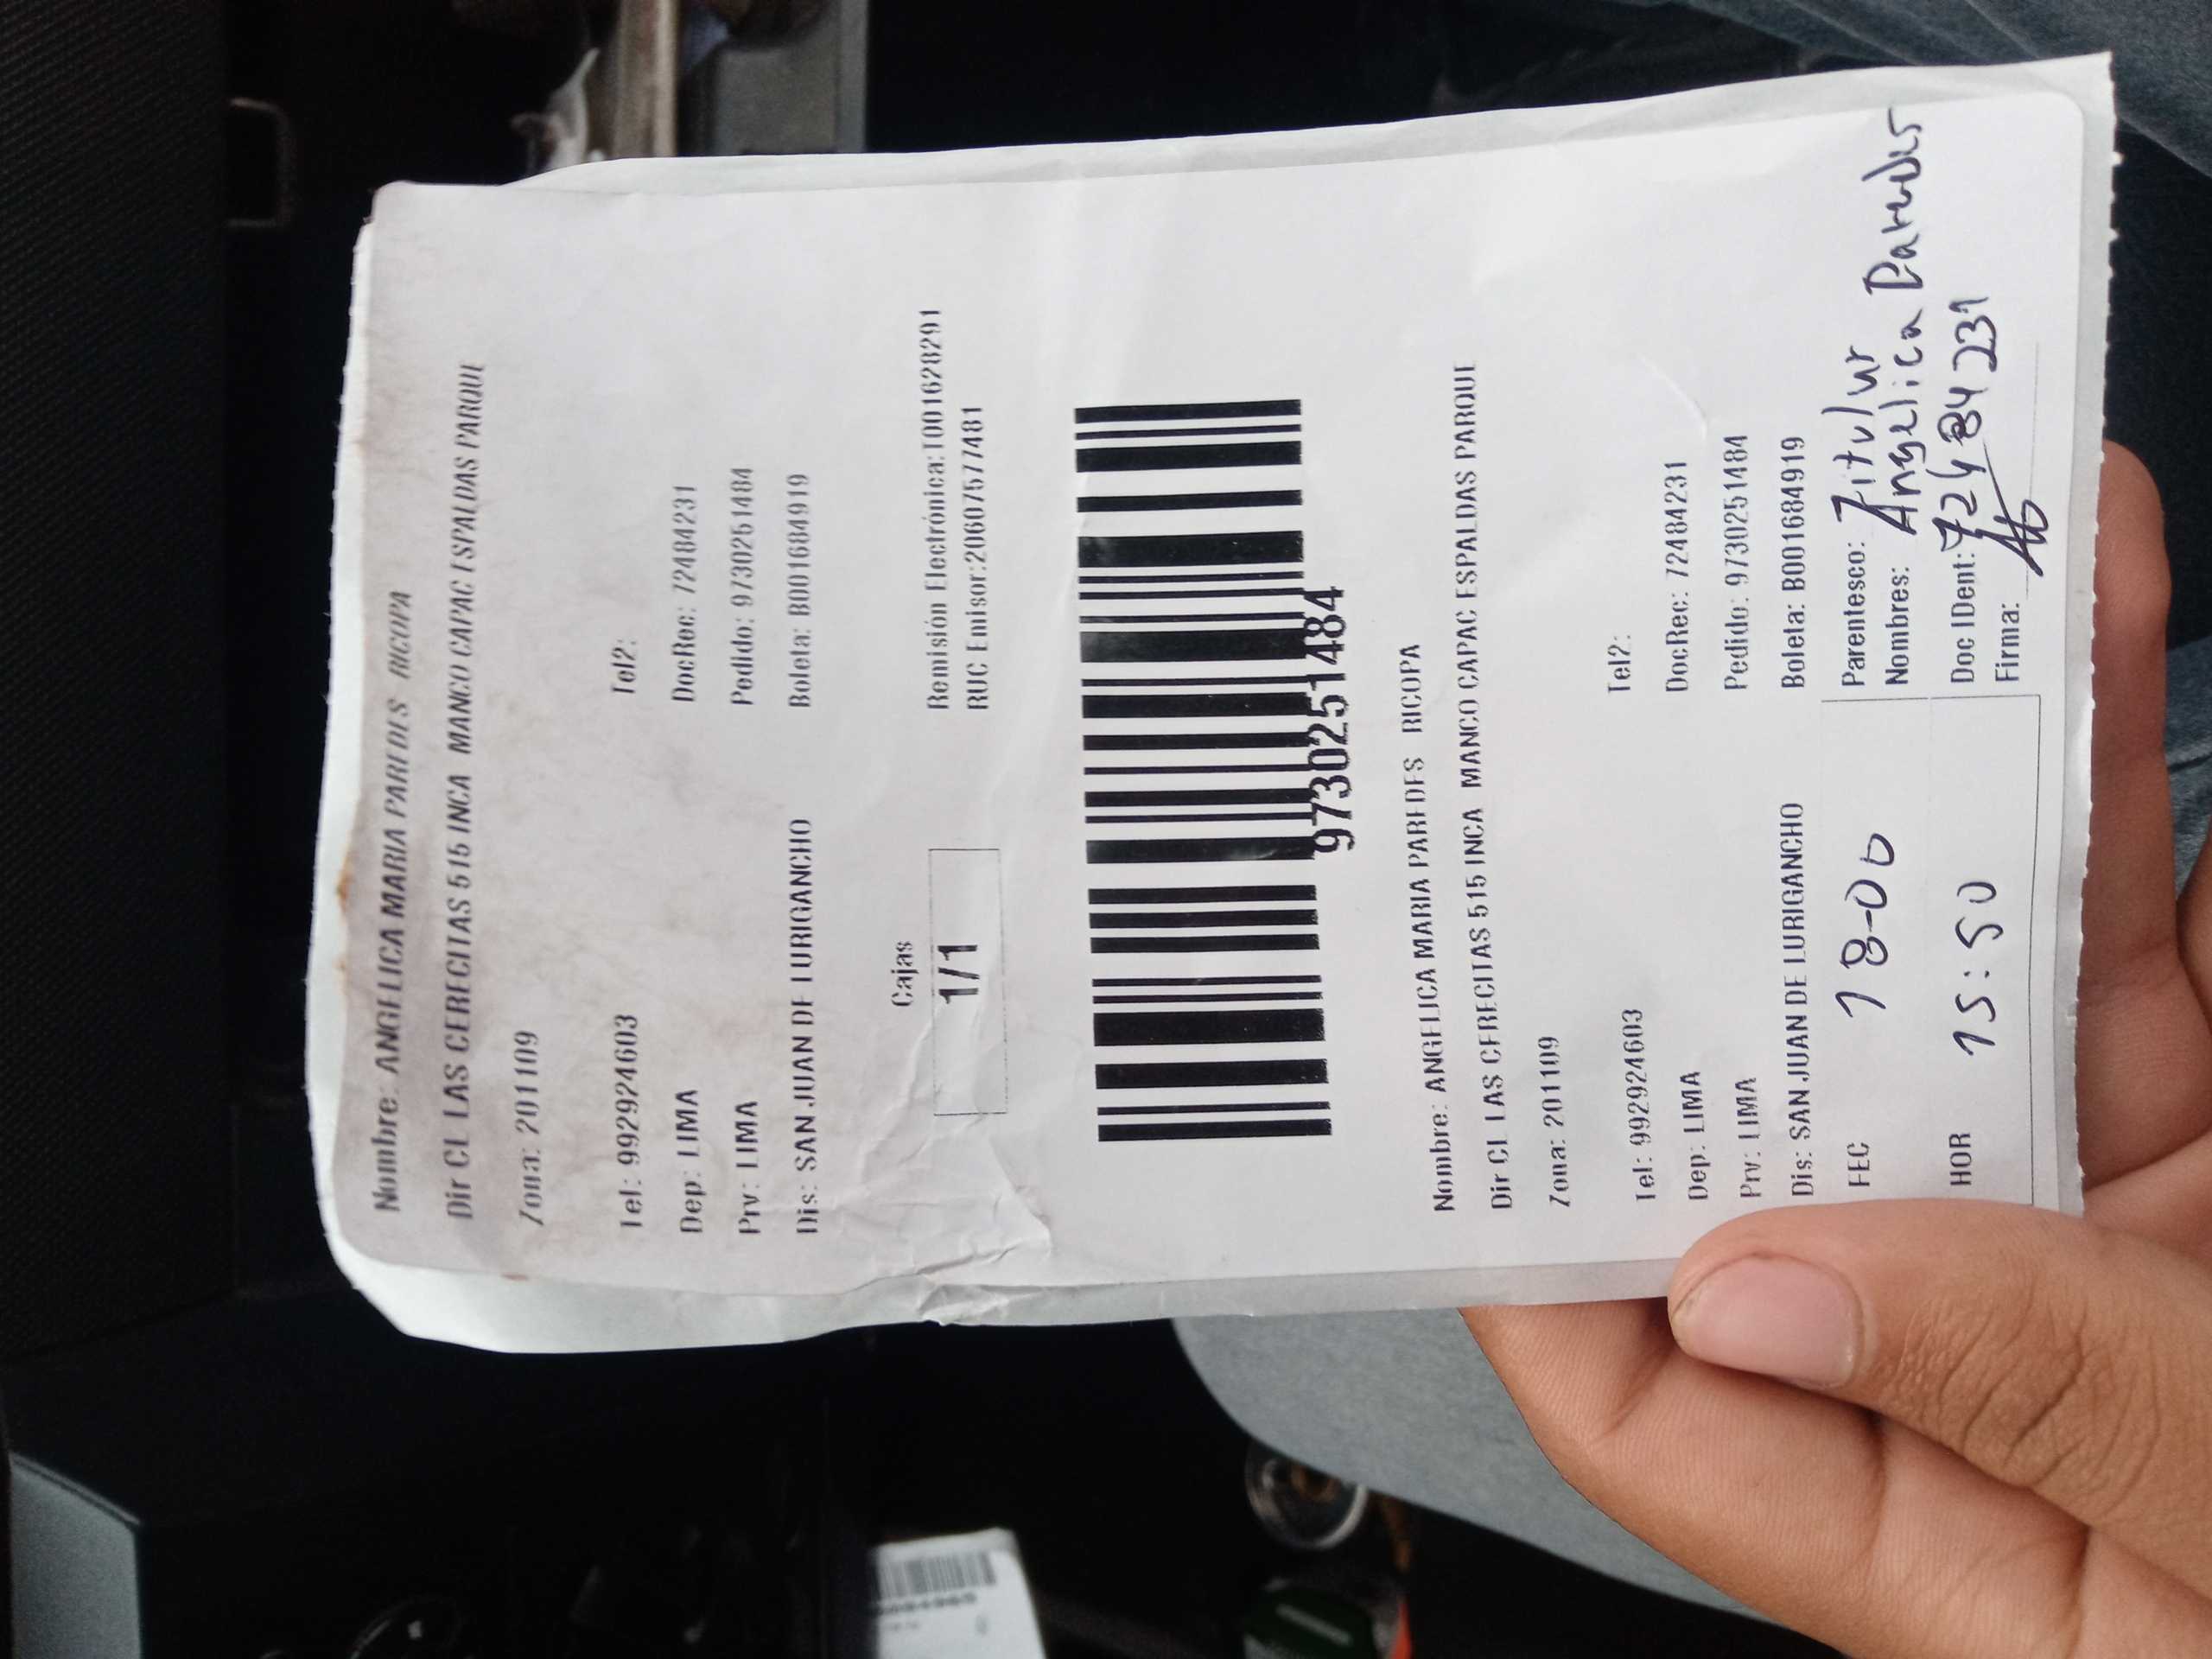 Nombre: ANGELICA MARIA PAREDES RICOPA
Dir CL LAS CERECITAS 515 INCA MANCO CAPAC ESPALDAS PARQUE
Zona: 201109
Tel: 992924603 Tel2:
Dep: LIMA DocRec: 72484231
Prv: LIMA Pedido: 9730251484
Dis: SAN JUAN DE LURIGANCHO Boleta: B001684919
Cajas
1/1
Remisión Electrónica:T001628291
RUC Emisor:20607577481
9730251484
Nombre: ANGELICA MARIA PAREDES RICOPA
Dir CL LAS CERECITAS 515 INCA MANCO CAPAC ESPALDAS PARQUE
Zona: 201109
Tel: 992924603 Tel2:
Dep: LIMA DocRec: 72484231
Prv: LIMA Pedido: 9730251484
Dis: SAN JUAN DE LURIGANCHO Boleta: B001684919
FEC 18-06 Parentesco: Titular
Nombres: Angelica Paredes
HOR 15:50 Doc IDent: 72484231
Firma: